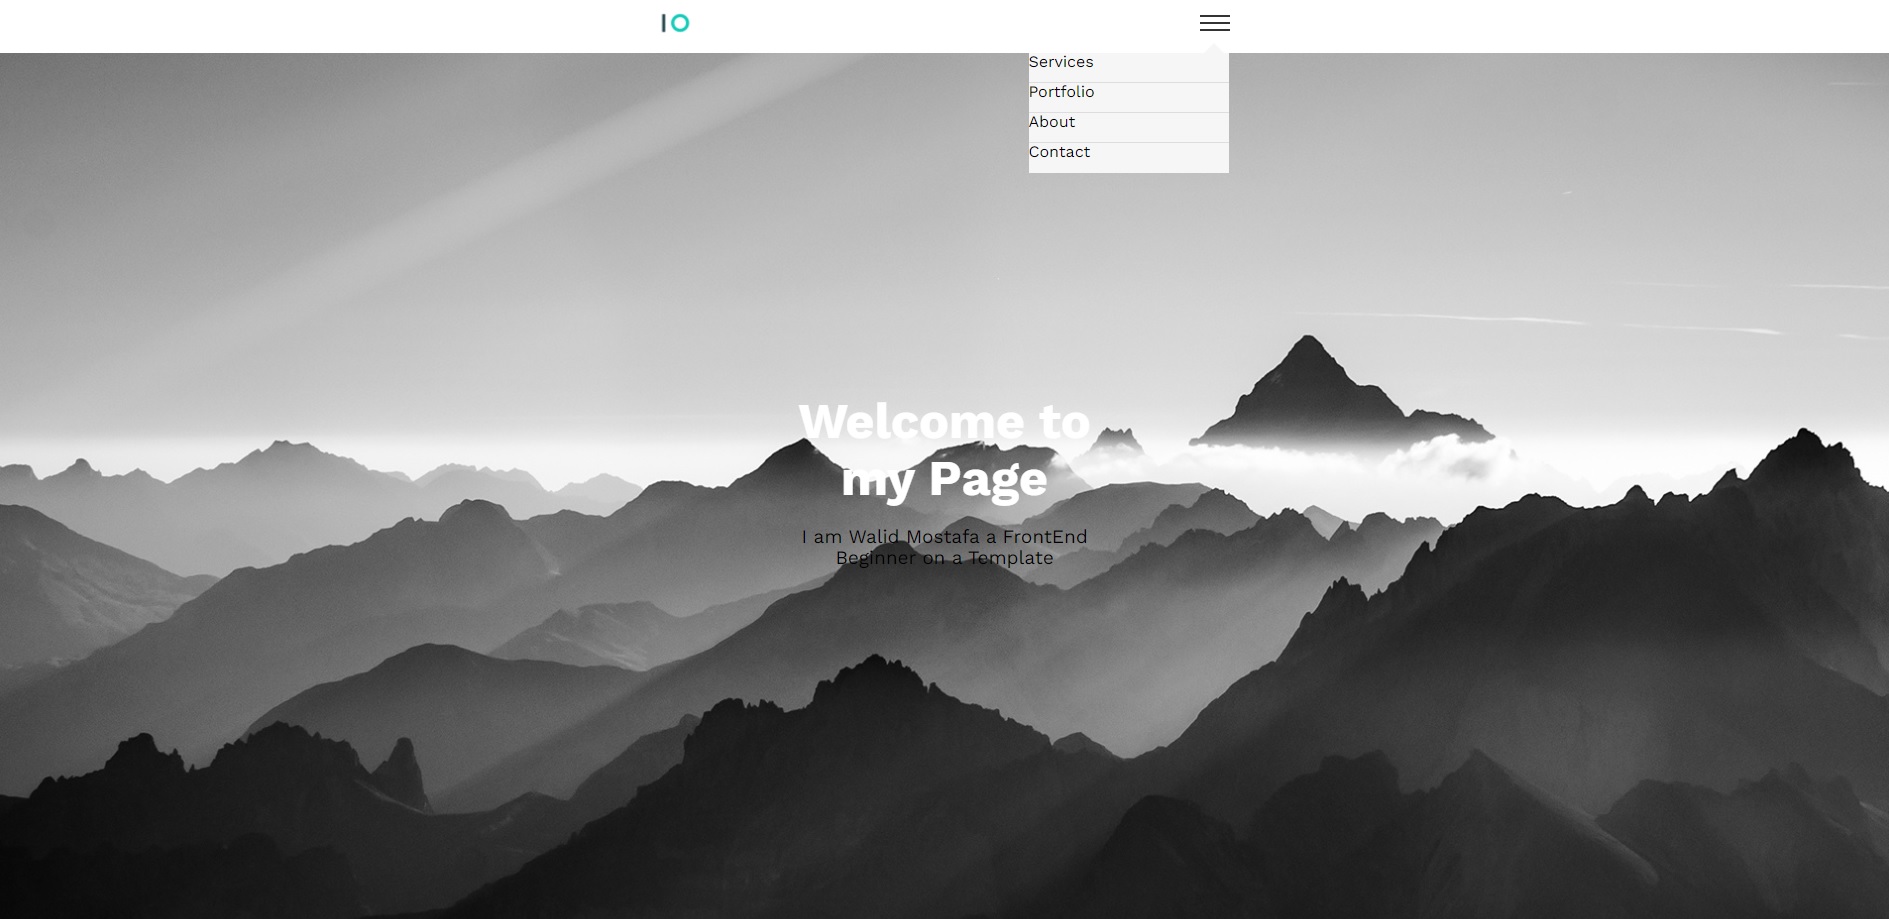 IO
Services
Portfolio
About
Contact
Welcome to
my Page
I am Walid Mostafa a FrontEnd
Beginner on a Template